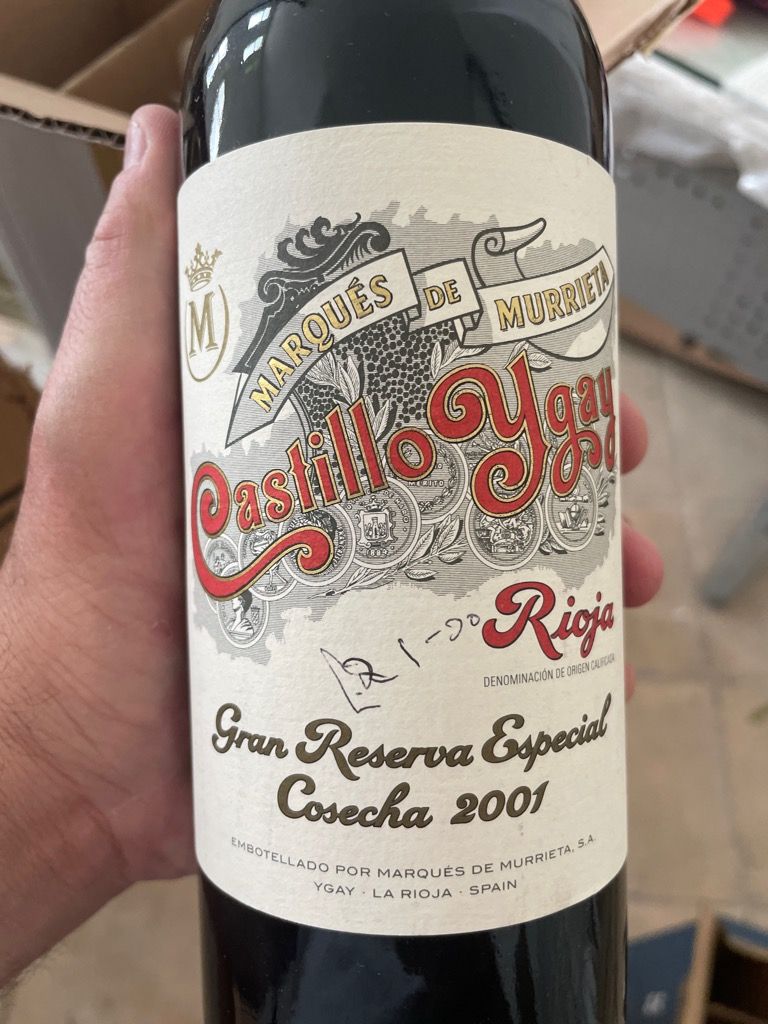 M
MARQUÉS DE MURRIETA
Castillo Ygay
MERITO
Rioja
DENOMINACIÓN DE ORIGEN CALIFICADA
Gran Reserva Especial
Cosecha 2001
EMBOTELLADO POR MARQUÉS DE MURRIETA, S.A.
YGAY · LA RIOJA · SPAIN